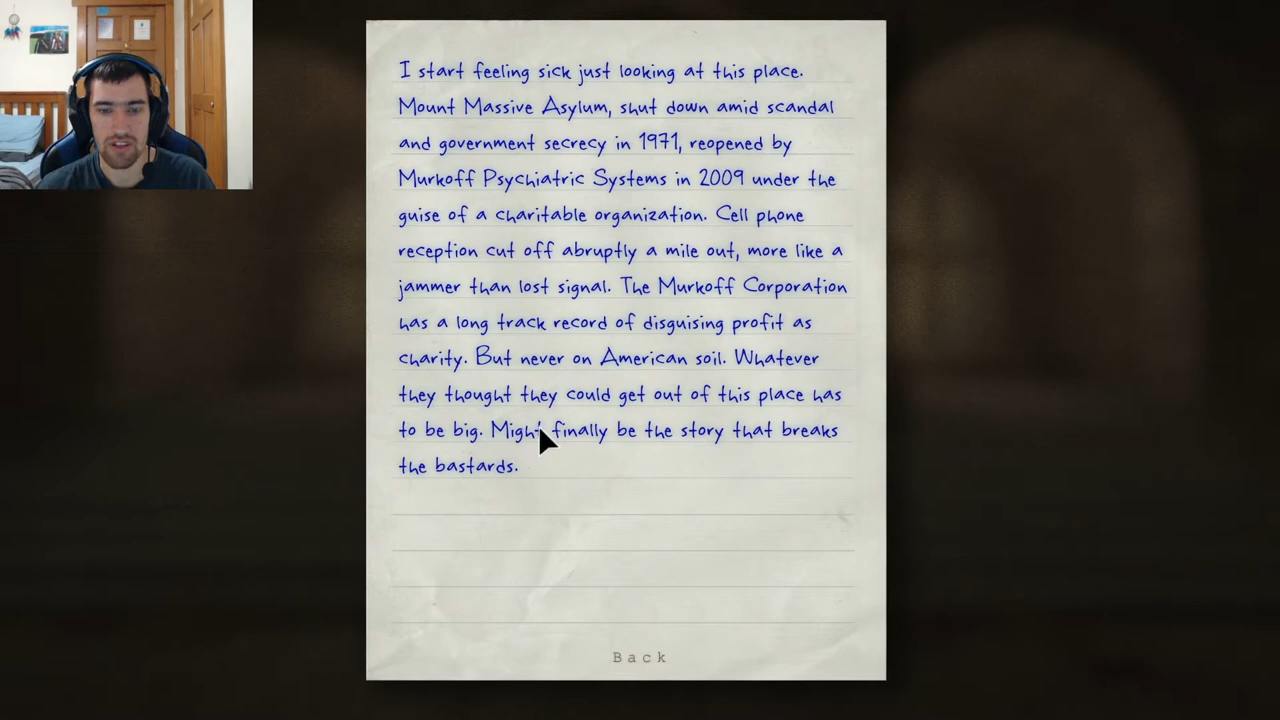 I start feeling sick just looking at this place.
Mount Massive Asylum, shut down amid scandal
and government secrecy in 1971, reopened by
Murkoff Psychiatric Systems in 2009 under the
guise of a charitable organization. Cell phone
reception cut off abruptly a mile out, more like a
jammer than lost signal. The Murkoff Corporation
has a long track record of disguising profit as
charity. But never on American soil. Whatever
they thought they could get out of this place has
to be big. Might finally be the story that breaks
the bastards.
Back